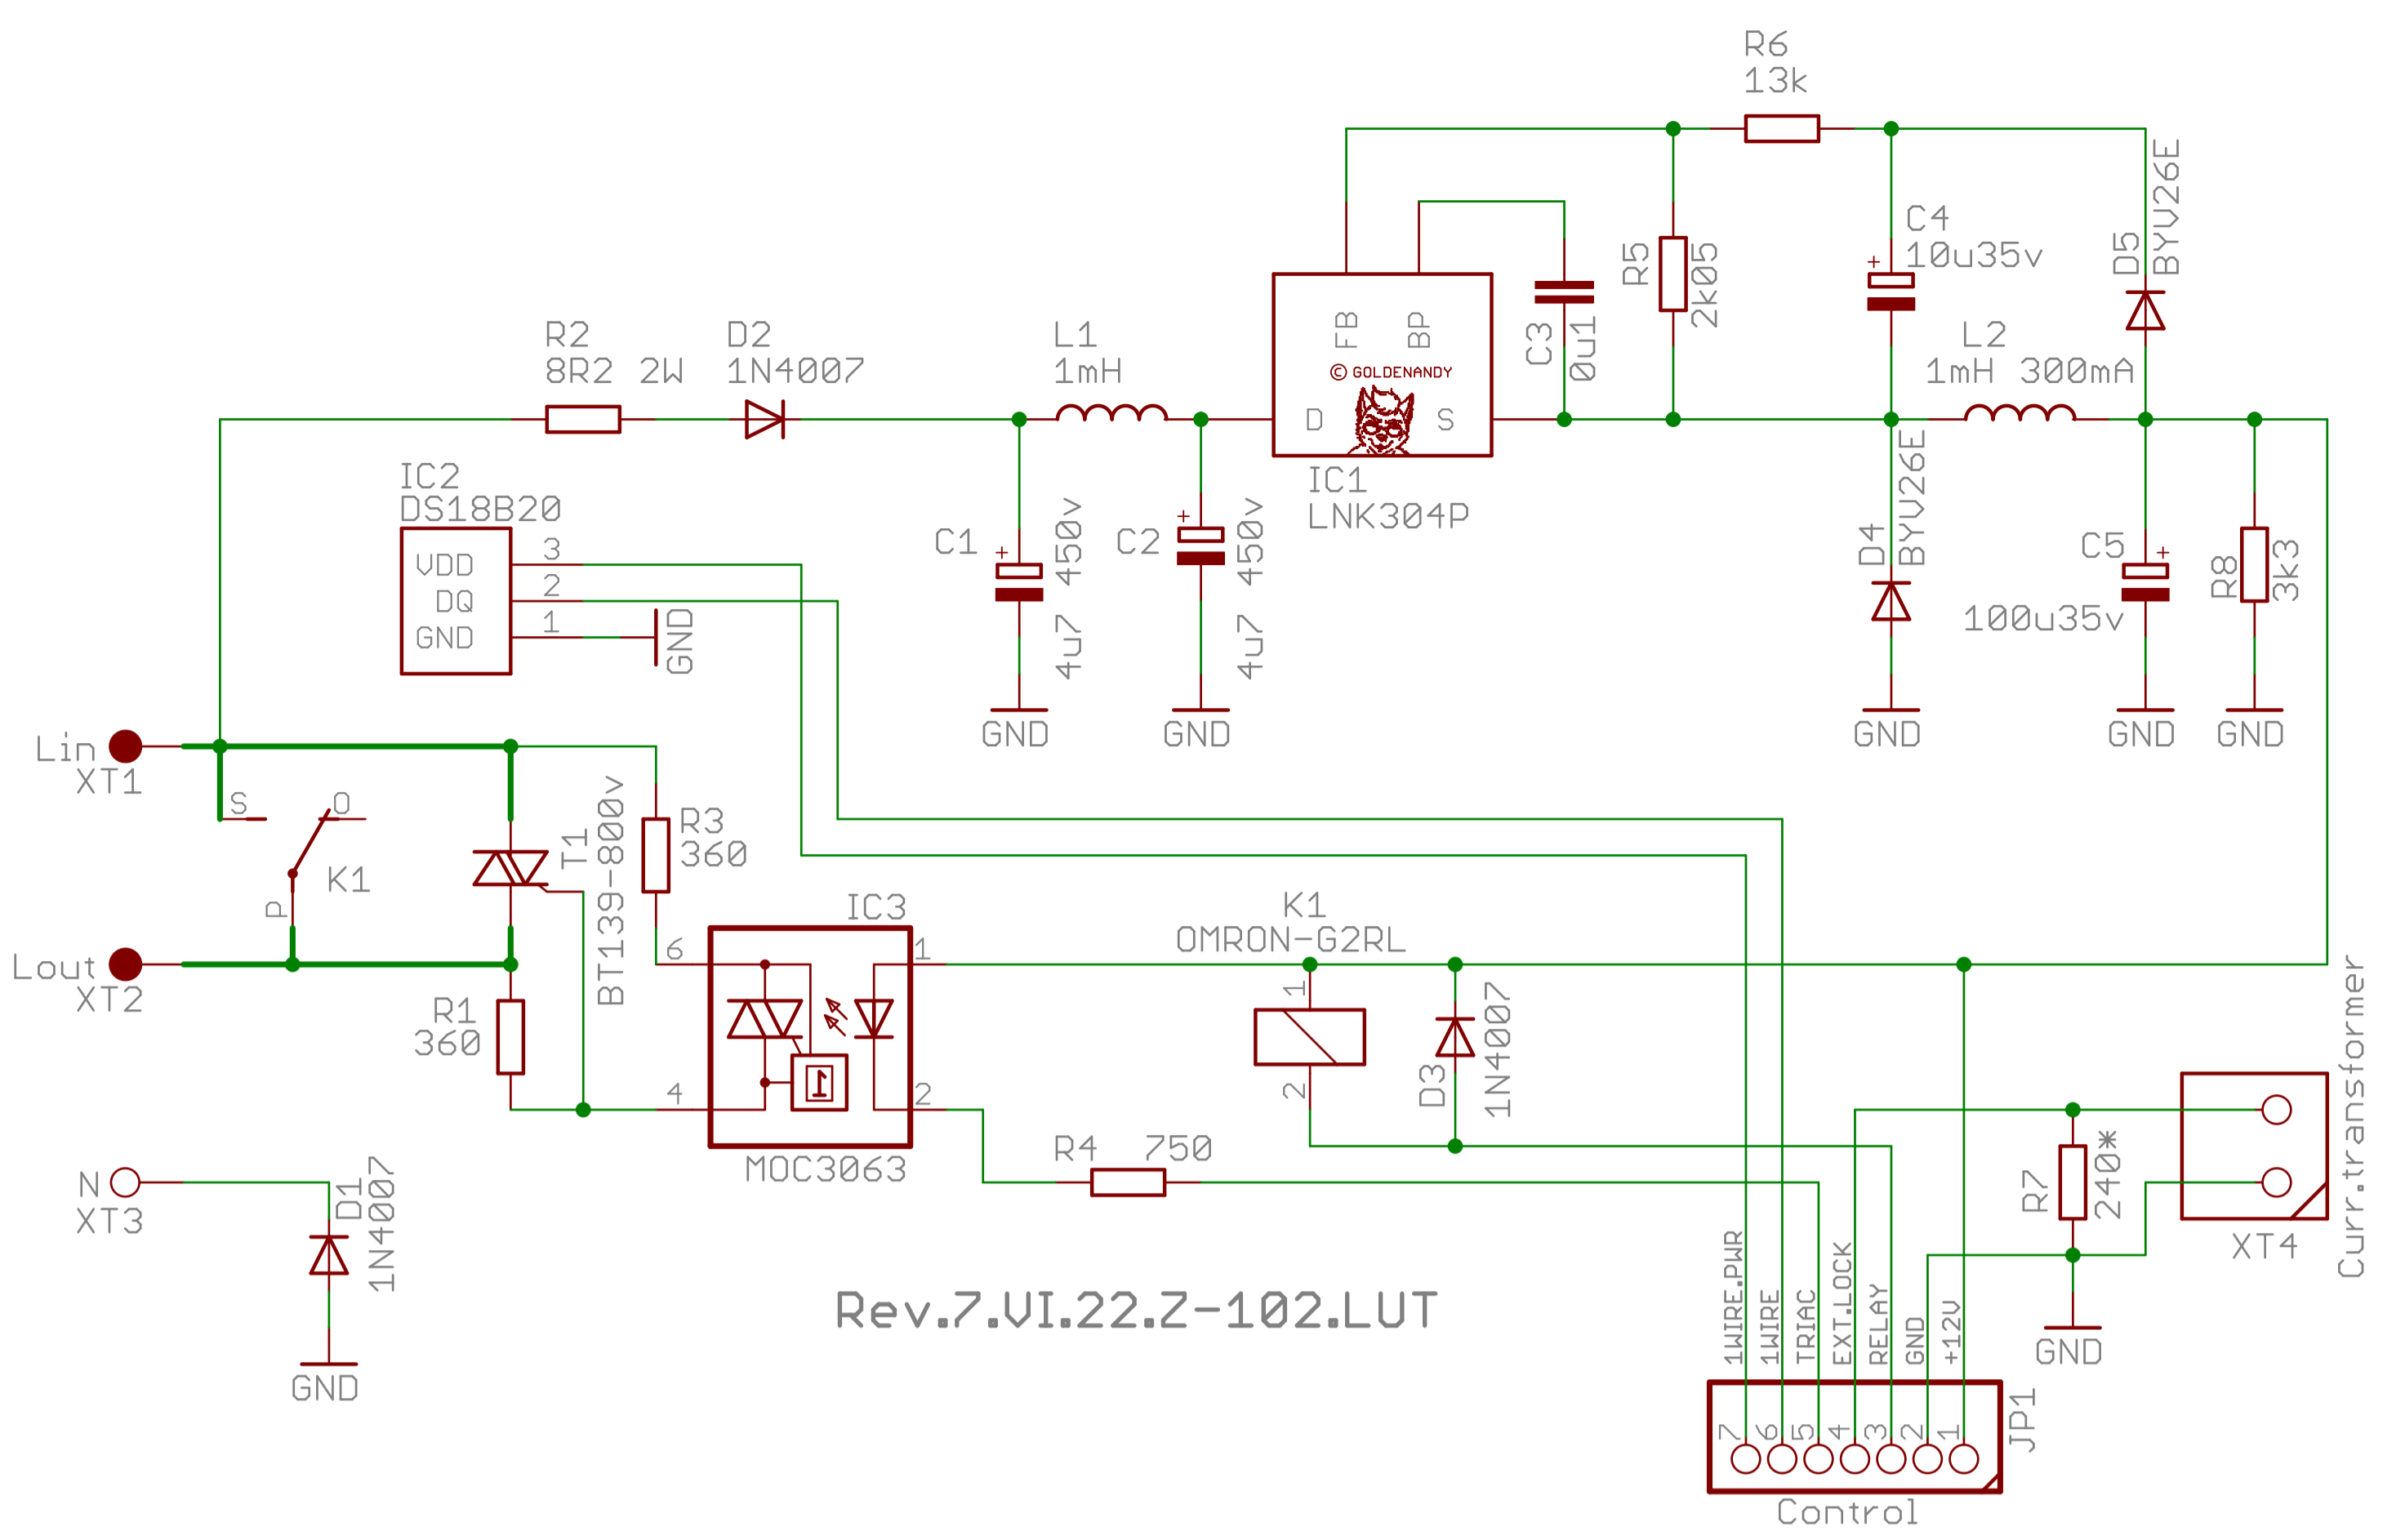 R6
13k
C4
10u35v
D5
BYV26E
R5
2k05
FB
BP
C3
0u1
© GOLDENANDY
D
S
IC1
LNK304P
R2
8R2 2W
D2
1N4007
L1
1mH
L2
1mH 300mA
IC2
DS18B20
VDD
DQ
GND
3
2
1
GND
C1
4u7 450v
GND
C2
4u7 450v
GND
D4
BYV26E
GND
C5
100u35v
GND
R8
3k3
GND
Lin
XT1
S
O
P
K1
T1
BT139-800v
R3
360
Lout
XT2
R1
360
IC3
6
4
1
2
1
MOC3063
K1
OMRON-G2RL
1
2
D3
1N4007
R4 750
N
XT3
D1
1N4007
GND
R7
240*
GND
XT4
Curr.transformer
Rev.7.VI.22.Z-102.LUT
1WIRE.PWR
1WIRE
TRIAC
EXT.LOCK
RELAY
GND
+12V
7
6
5
4
3
2
1
JP1
Control